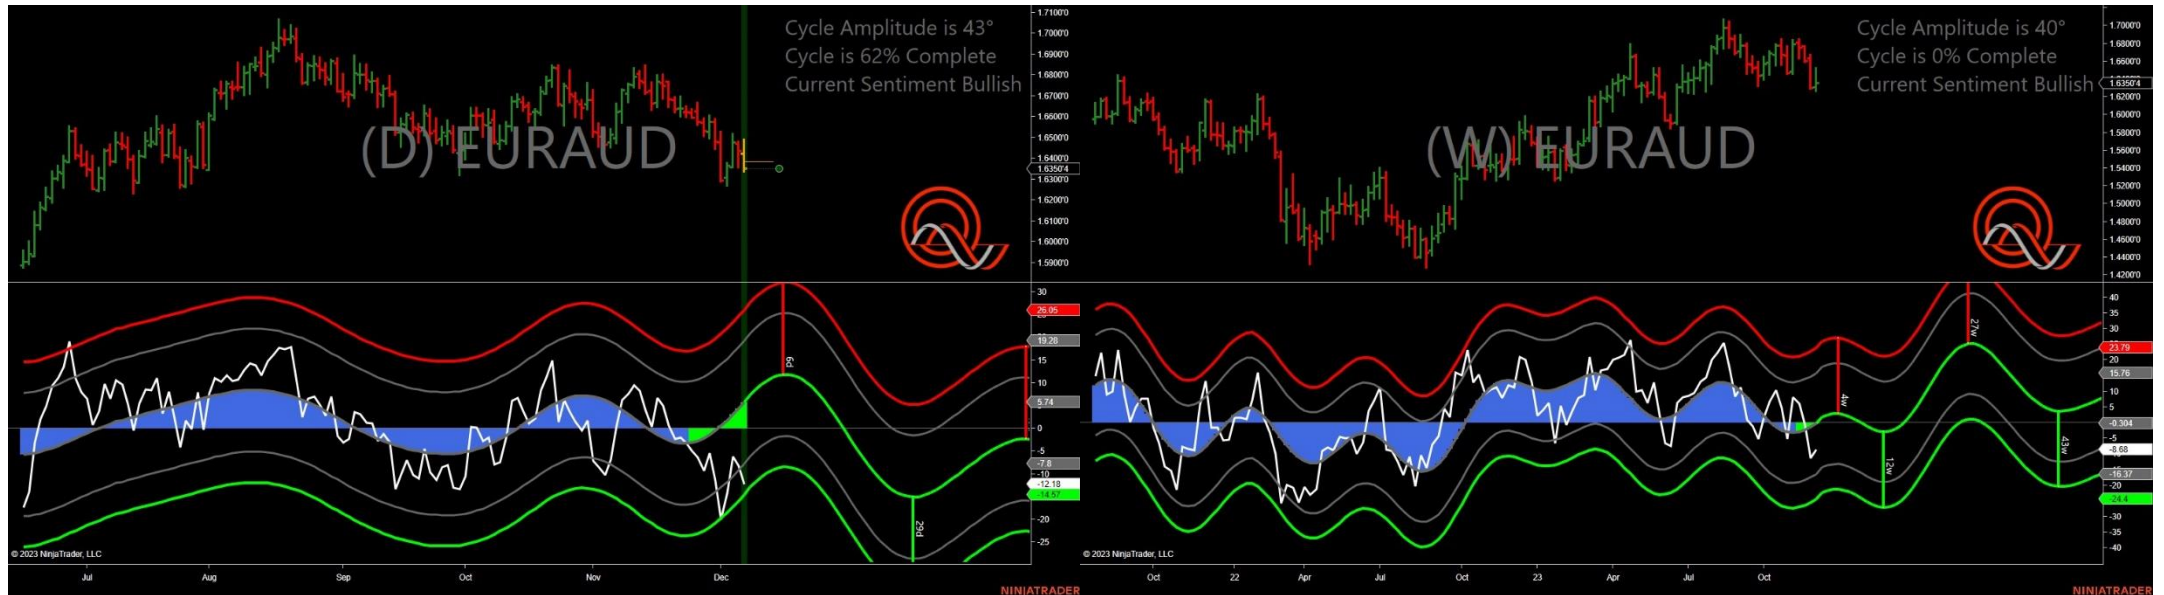 Cycle Amplitude is 43°
Cycle is 62% Complete
Current Sentiment Bullish
(D) EURAUD
1.7100'0
1.7000'0
1.6900'0
1.6800'0
1.6700'0
1.6600'0
1.6500'0
1.6400'0
1.6350'4
1.6300'0
1.6200'0
1.6100'0
1.6000'0
1.5900'0
30
26.05
19.28
15
10
5.74
0
-5
-7.8
-10
-12.18
-14.57
-20
-25
6d
29d
© 2023 NinjaTrader, LLC
Jul
Aug
Sep
Oct
Nov
Dec
NINJATRADER
Cycle Amplitude is 40°
Cycle is 0% Complete
Current Sentiment Bullish
(W) EURAUD
1.7000'0
1.6800'0
1.6600'0
1.6350'4
1.6200'0
1.6000'0
1.5800'0
1.5600'0
1.5400'0
1.5200'0
1.5000'0
1.4800'0
1.4600'0
1.4400'0
1.4200'0
40
35
30
23.79
20
15.76
10
5
-0.304
-5
-8.68
-16.37
-20
-24.4
-30
-35
-40
4w
12w
27w
43w
© 2023 NinjaTrader, LLC
Oct
22
Apr
Jul
Oct
23
Apr
Jul
Oct
NINJATRADER